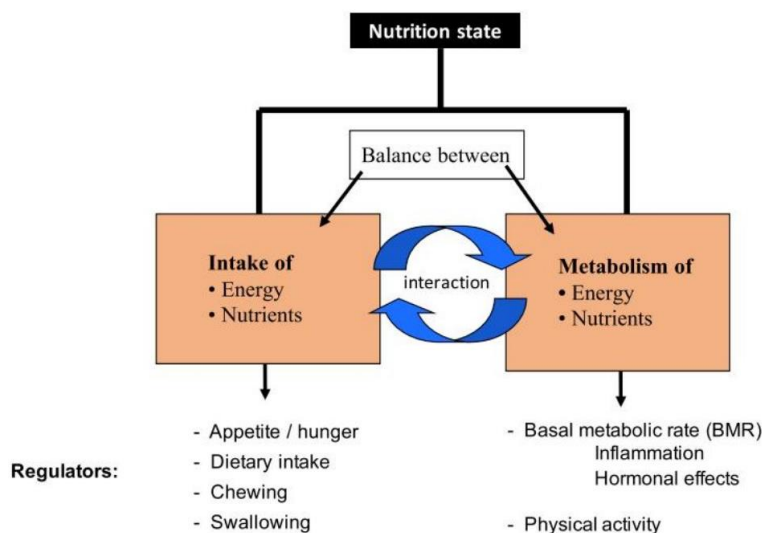 Nutrition state
Balance between
Intake of
• Energy
• Nutrients
interaction
Metabolism of
• Energy
• Nutrients
Regulators:
- Appetite / hunger
- Dietary intake
- Chewing
- Swallowing
- Basal metabolic rate (BMR)
Inflammation
Hormonal effects
- Physical activity